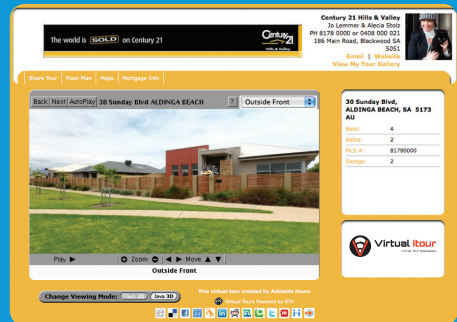 The world is SOLD on Century 21
Century 21
Hills & Valley
Century 21 Hills & Valley
Jo Lemmer & Alecia Stolz
PH 8178 0000 or 0408 000 021
186 Main Road, Blackwood SA
5051
Email | Website
View My Tour Gallery
Share Tour Floor Plan Maps Mortgage Info
Back Next AutoPlay 30 Sunday Blvd ALDINGA BEACH ? Outside Front
30 Sunday Blvd,
ALDINGA BEACH, SA 5173
AU
Beds: 4
Baths: 2
MLS #: 81780000
Garage: 2
Virtual itour
Play Zoom Move
Outside Front
Change Viewing Mode: Flash 3D Java 3D
This virtual tour created by Adelaide itours
Virtual Tours Powered by RTV